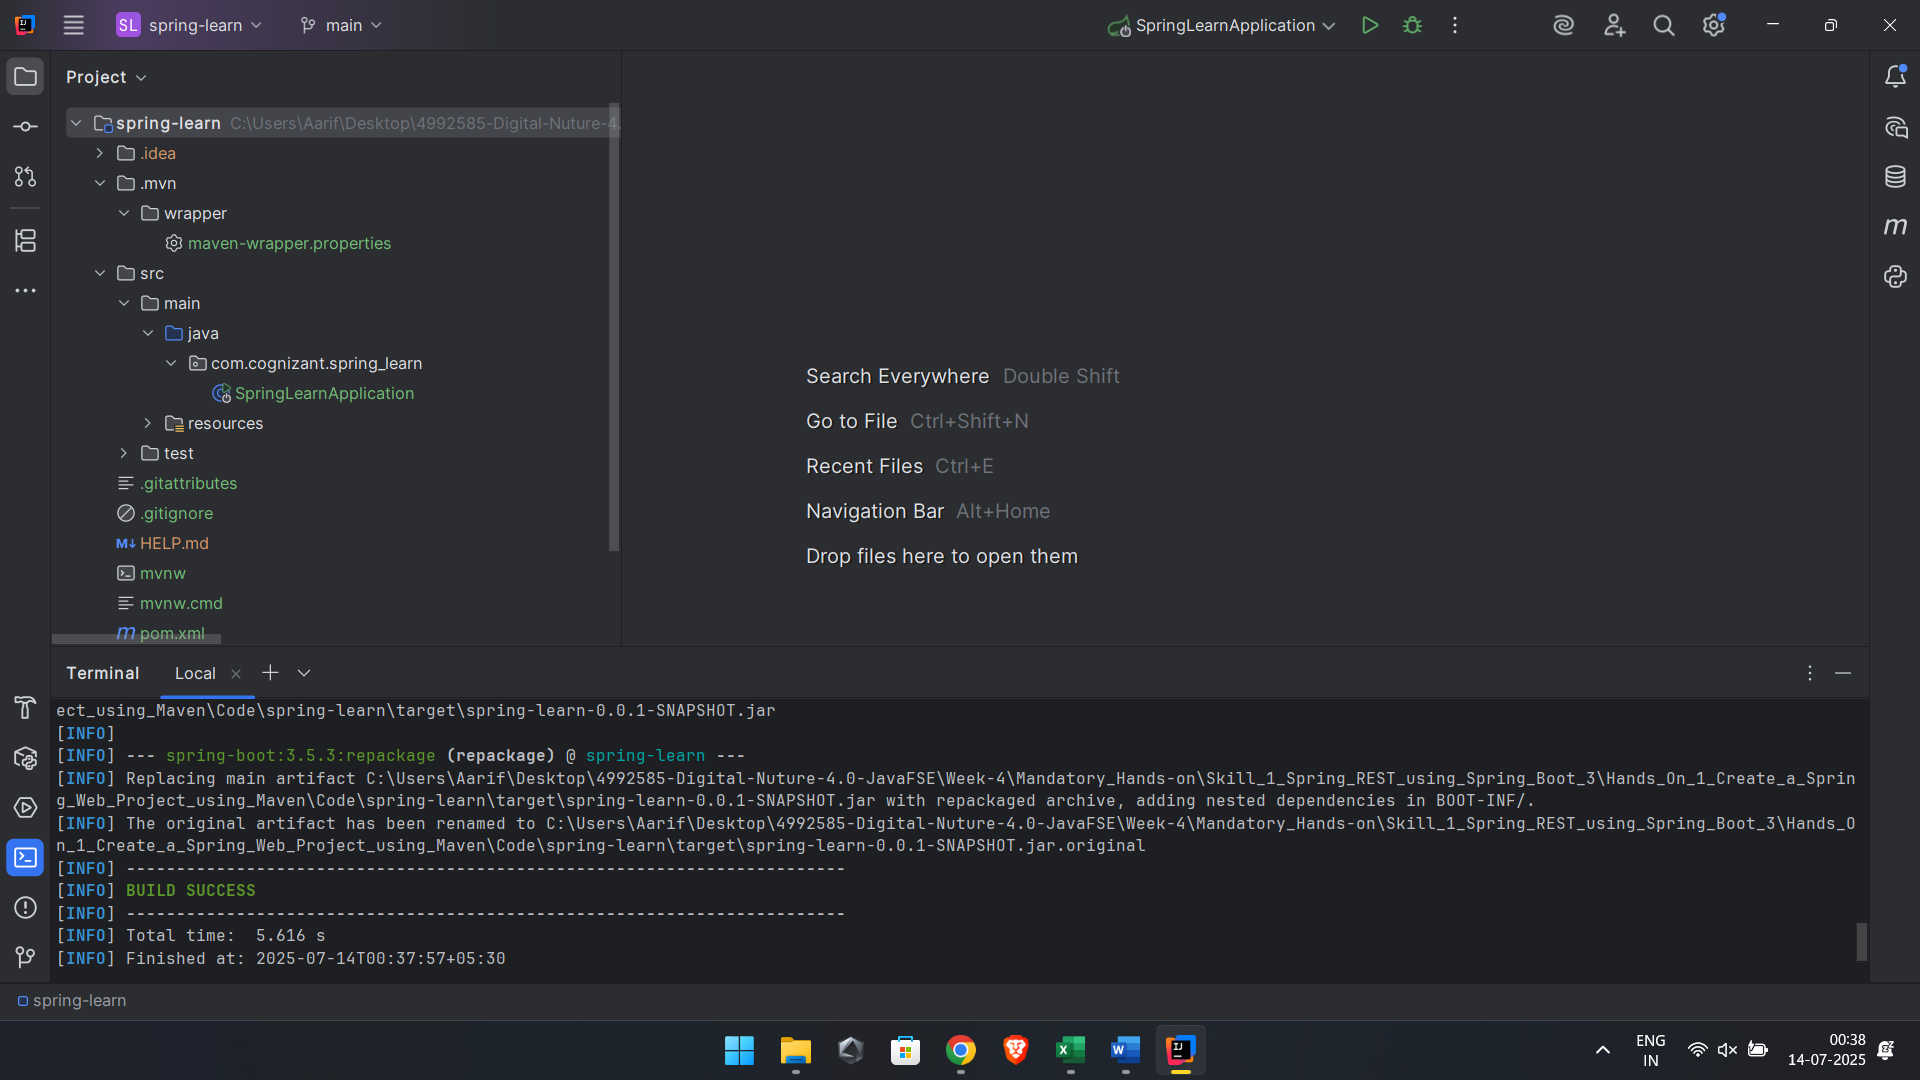 SL spring-learn main SpringLearnApplication
Project
spring-learn C:\Users\Aarif\Desktop\4992585-Digital-Nuture-4.
.idea
.mvn
wrapper
maven-wrapper.properties
src
main
java
com.cognizant.spring_learn
SpringLearnApplication
resources
test
.gitattributes
.gitignore
M↓ HELP.md
mvnw
mvnw.cmd
m pom.xml
Search Everywhere Double Shift
Go to File Ctrl+Shift+N
Recent Files Ctrl+E
Navigation Bar Alt+Home
Drop files here to open them
Terminal Local
ect_using_Maven\Code\spring-learn\target\spring-learn-0.0.1-SNAPSHOT.jar
[INFO]
[INFO] --- spring-boot:3.5.3:repackage (repackage) @ spring-learn ---
[INFO] Replacing main artifact C:\Users\Aarif\Desktop\4992585-Digital-Nuture-4.0-JavaFSE\Week-4\Mandatory_Hands-on\Skill_1_Spring_REST_using_Spring_Boot_3\Hands_On_1_Create_a_Sprin
g_Web_Project_using_Maven\Code\spring-learn\target\spring-learn-0.0.1-SNAPSHOT.jar with repackaged archive, adding nested dependencies in BOOT-INF/.
[INFO] The original artifact has been renamed to C:\Users\Aarif\Desktop\4992585-Digital-Nuture-4.0-JavaFSE\Week-4\Mandatory_Hands-on\Skill_1_Spring_REST_using_Spring_Boot_3\Hands_O
n_1_Create_a_Spring_Web_Project_using_Maven\Code\spring-learn\target\spring-learn-0.0.1-SNAPSHOT.jar.original
[INFO] ------------------------------------------------------------------------
[INFO] BUILD SUCCESS
[INFO] ------------------------------------------------------------------------
[INFO] Total time:  5.616 s
[INFO] Finished at: 2025-07-14T00:37:57+05:30
spring-learn
ENG
IN
00:38
14-07-2025